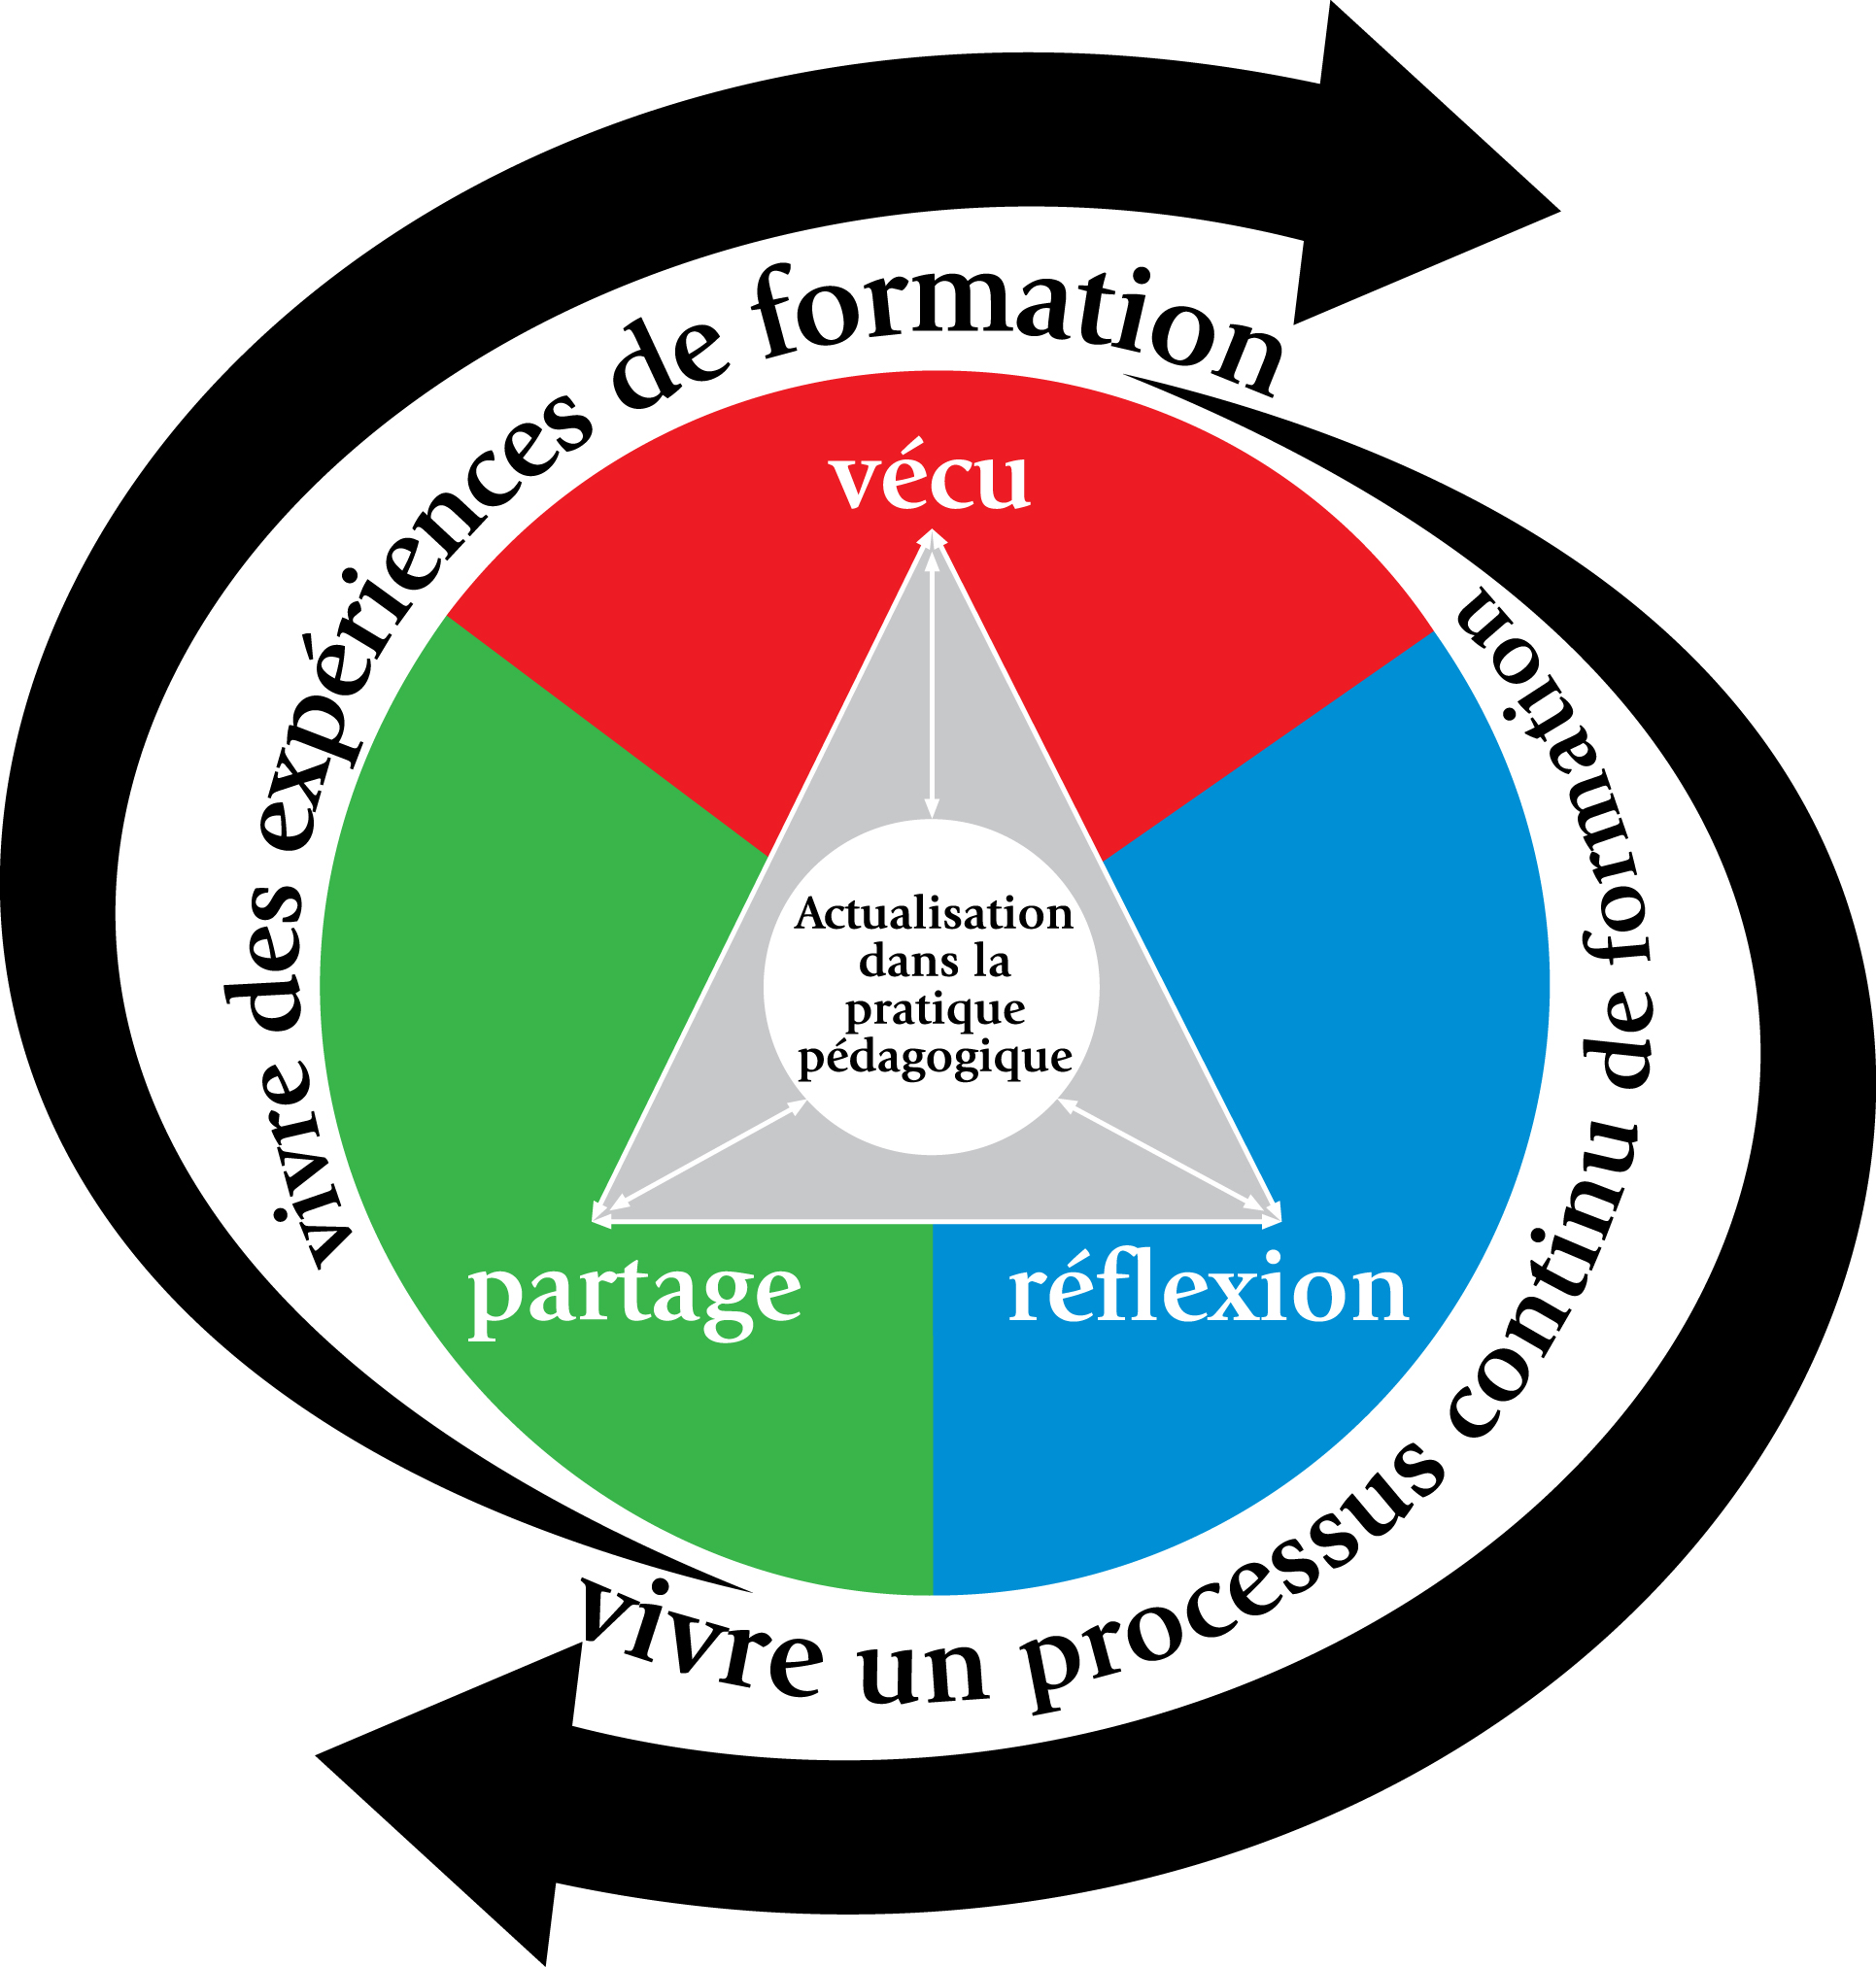 vivre des expériences de formation
vécu
Actualisation
dans la
pratique
pédagogique
partage
réflexion
vivre un processus continu de formation